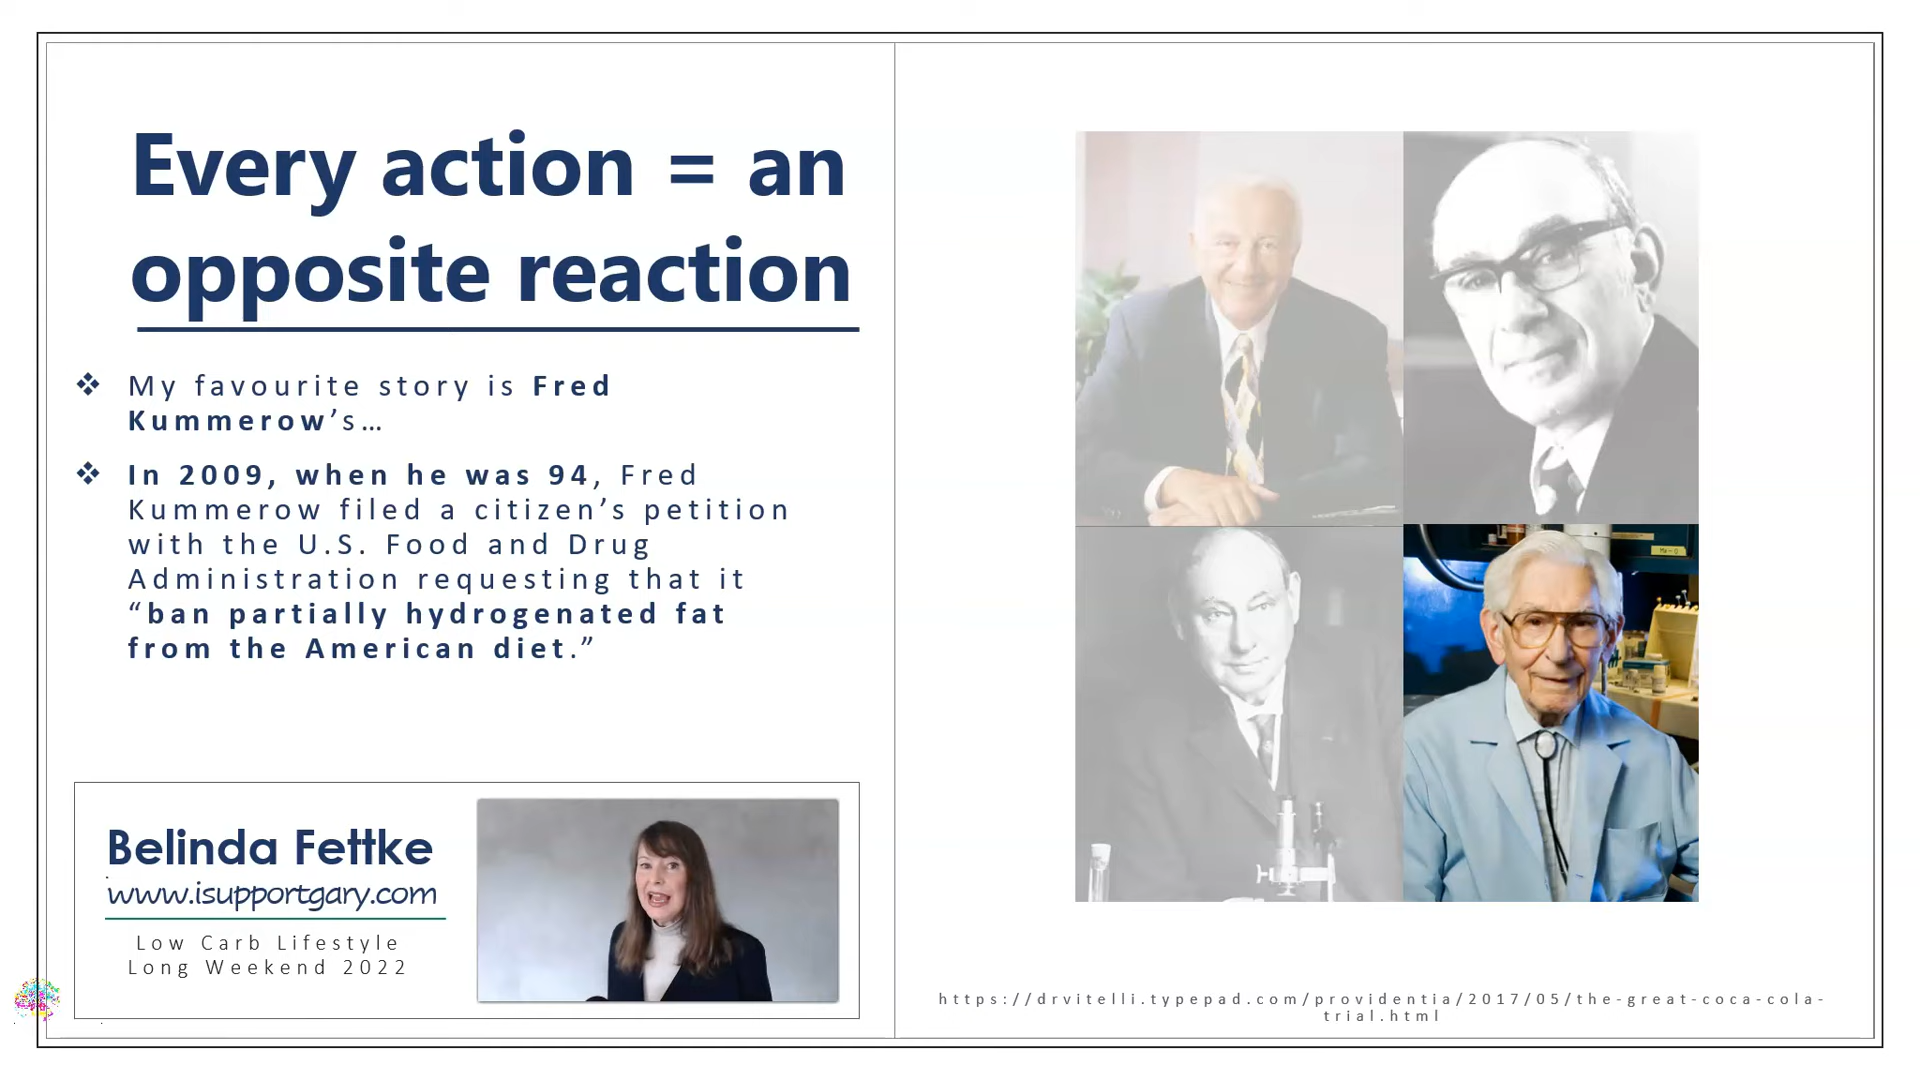 Every action = an
opposite reaction
❖ My favourite story is Fred
Kummerow’s…
❖ In 2009, when he was 94, Fred
Kummerow filed a citizen’s petition
with the U.S. Food and Drug
Administration requesting that it
“ban partially hydrogenated fat
from the American diet.”
Belinda Fettke
www.isupportgary.com
Low Carb Lifestyle
Long Weekend 2022
https://drvitelli.typepad.com/providentia/2017/05/the-great-coca-cola-
trial.html